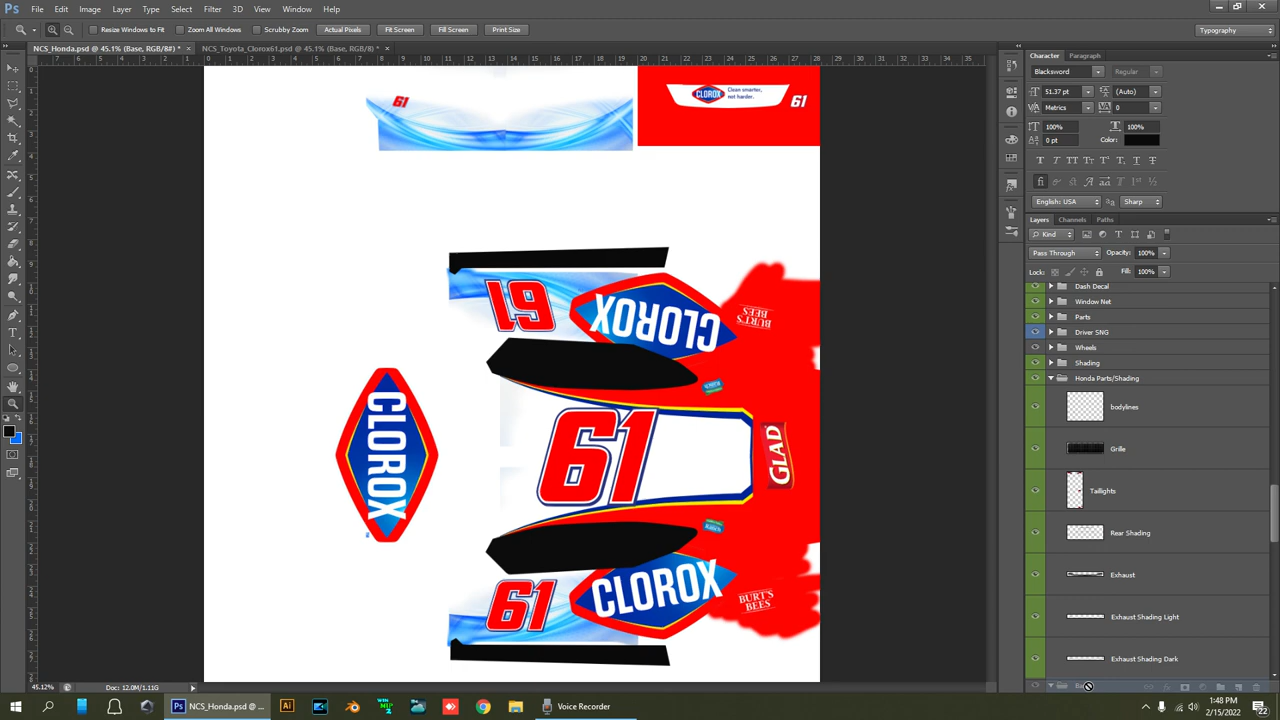 Ps File Edit Image Layer Type Select Filter 3D View Window Help
Resize Windows to Fit Zoom All Windows Scrubby Zoom Actual Pixels Fit Screen Fill Screen Print Size Typography
NCS_Honda.psd @ 45.1% (Base, RGB/8#) * × NCS_Toyota_Clorox61.psd @ 45.1% (Base, RGB/8) * ×
Character Paragraph
Blacksword Regular
51.37 pt (Auto)
Metrics 0
100% 100%
0 pt Color:
English: USA Sharp
Layers Channels Paths
Kind
Pass Through Opacity: 100%
Lock: Fill: 100%
Dash Decal
Window Net
Parts
Driver SNG
Wheels
Shading
Honda Parts/Shading
bodylines
Grille
Taillights
Rear Shading
Exhaust
Exhaust Shading Light
Exhaust Shading Dark
61
CLOROX
Clean smarter,
not harder.
61
61
CLOROX
BURT'S
BEES
CLOROX
61
GLAD
61
CLOROX
BURT'S
BEES
45.12% Doc: 12.0M/1.11G
Ps NCS_Honda.psd @ ... Ai Voice Recorder
1:48 PM
2/15/2022